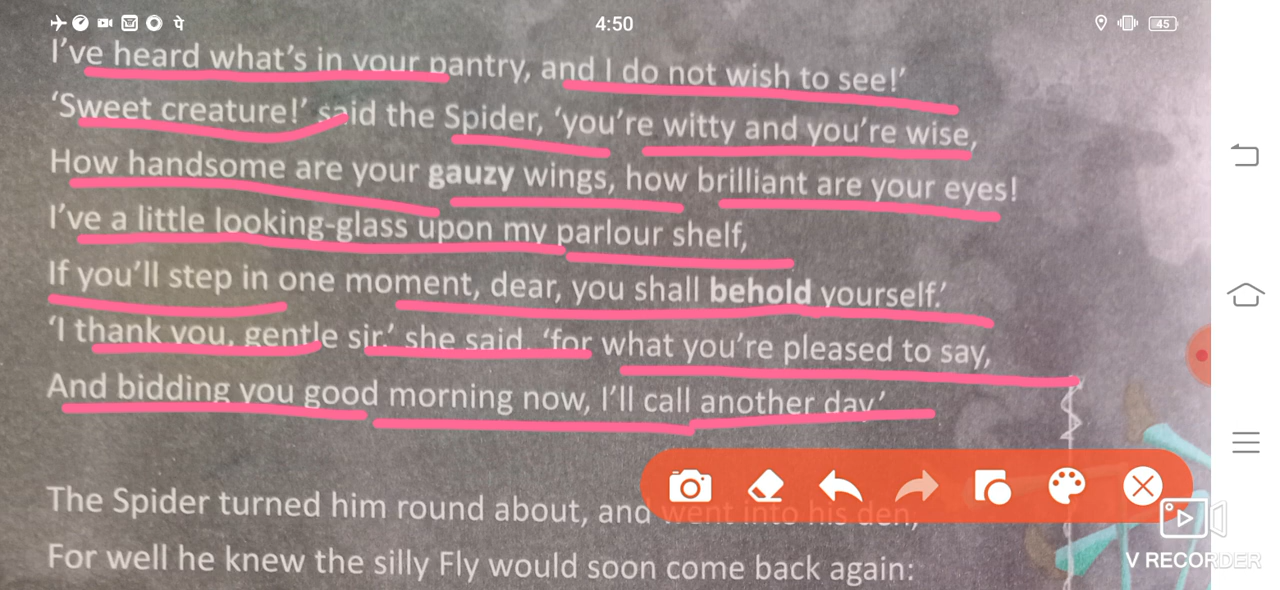 4:50
45
I've heard what's in your pantry, and I do not wish to see!'
'Sweet creature!' said the Spider, 'you're witty and you're wise,
How handsome are your gauzy wings, how brilliant are your eyes!
I've a little looking-glass upon my parlour shelf,
If you'll step in one moment, dear, you shall behold yourself.'
'I thank you, gentle sir.' she said, 'for what you're pleased to say,
And bidding you good morning now, I'll call another day.'
The Spider turned him round about, and went into his den,
For well he knew the silly Fly would soon come back again:
V RECORDER